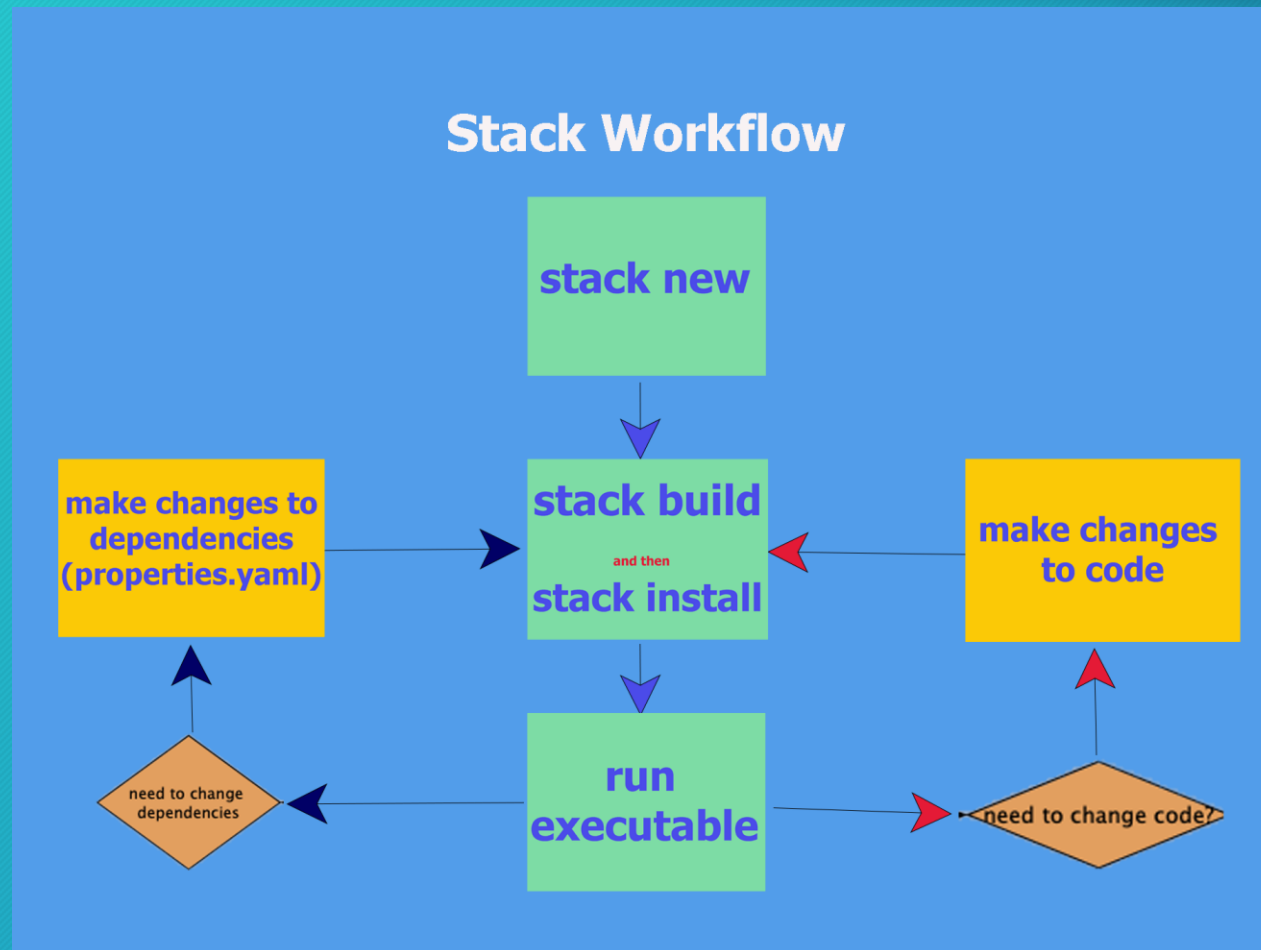 Stack Workflow
stack new
make changes to
dependencies
(properties.yaml)
stack build
and then
stack install
make changes
to code
need to change
dependencies
run
executable
need to change code?